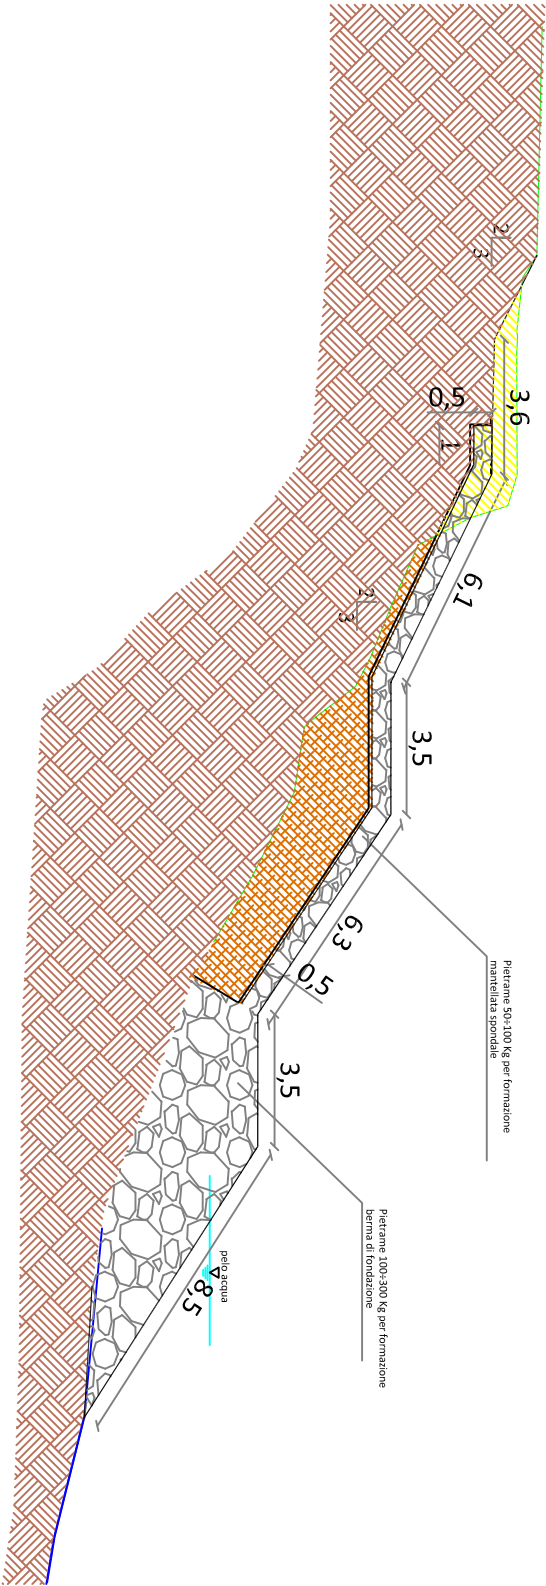 2
3
3,6
0,5
1
6,1
2
3
3,5
6,3
0,5
Pietrame 50÷100 Kg per formazione
mantellata spondale
3,5
Pietrame 100÷300 Kg per formazione
berma di fondazione
pelo acqua
8,5